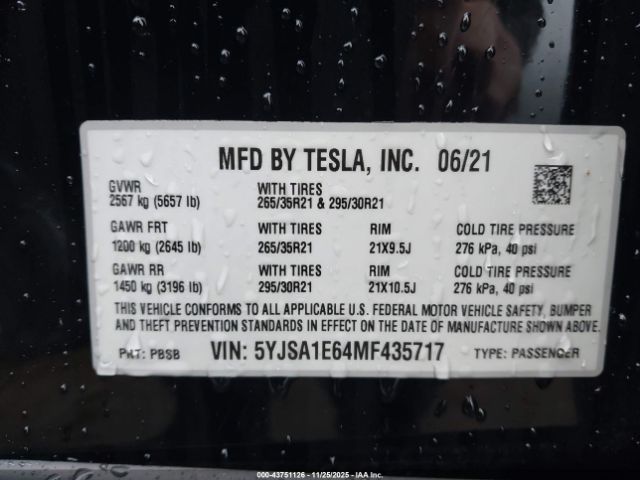 MFD BY TESLA, INC. 06/21
GVWR WITH TIRES
2567 kg (5657 lb) 265/35R21 & 295/30R21
GAWR FRT WITH TIRES RIM COLD TIRE PRESSURE
1200 kg (2645 lb) 265/35R21 21X9.5J 276 kPa, 40 psi
GAWR RR WITH TIRES RIM COLD TIRE PRESSURE
1450 kg (3196 lb) 295/30R21 21X10.5J 276 kPa, 40 psi
THIS VEHICLE CONFORMS TO ALL APPLICABLE U.S. FEDERAL MOTOR VEHICLE SAFETY, BUMPER
AND THEFT PREVENTION STANDARDS IN EFFECT ON THE DATE OF MANUFACTURE SHOWN ABOVE.
PNT: PBSB VIN: 5YJSA1E64MF435717 TYPE: PASSENGER
000-43751126 - 11/25/2025 - IAA Inc.